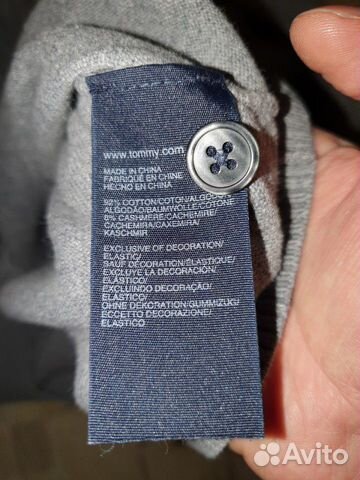 www.tommy.com
MADE IN CHINA
FABRIQUÉ EN CHINE
HECHO EN CHINA
92% COTTON/COTON/ALGODÓN/
ALGODÃO/BAUMWOLLE/COTONE
8% CASHMERE/CACHEMIRE/
CACHEMIRA/CAXEMIRA/
KASCHMIR
EXCLUSIVE OF DECORATION/
ELASTIC/
SAUF DÉCORATION/ÉLASTIQUE/
EXCLUYE LA DECORACIÓN/
ELÁSTICO/
EXCLUINDO DECORAÇÃO/
ELÁSTICO/
OHNE DEKORATION/GUMMIZUG/
ECCETTO DECORAZIONE/
ELASTICO
Avito